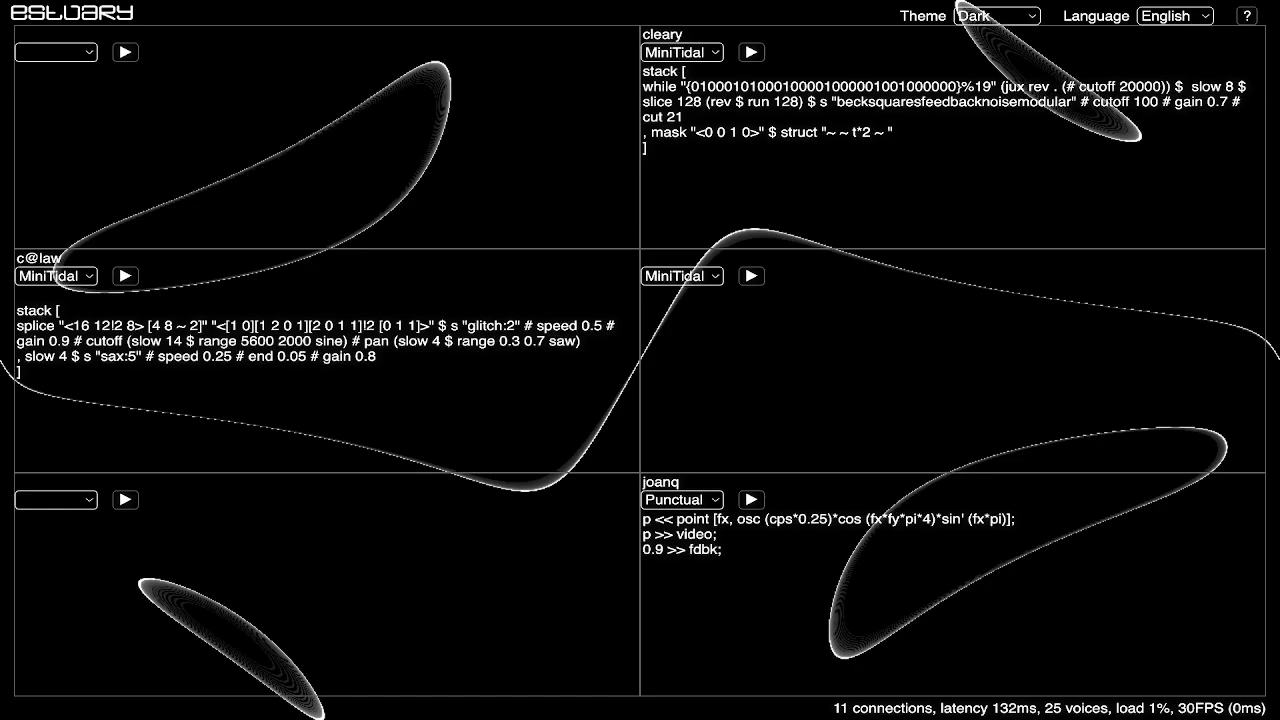 estuary
Theme Dark Language English ?
cleary
MiniTidal
stack [
while "{0100010100010000100000100100000​0}%19" (jux rev . (# cutoff 20000)) $ slow 8 $
slice 128 (rev $ run 128) $ s "becksquaresfeedbacknoisemodular" # cutoff 100 # gain 0.7 #
cut 21
, mask "<0 0 1 0>" $ struct "~ ~ t*2 ~ "
]
c@law
MiniTidal
stack [
splice "<16 12!2 8> [4 8 ~ 2]" "<[1 0][1 2 0 1][2 0 1 1]!2 [0 1 1]>" $ s "glitch:2" # speed 0.5 #
gain 0.9 # cutoff (slow 14 $ range 5600 2000 sine) # pan (slow 4 $ range 0.3 0.7 saw)
, slow 4 $ s "sax:5" # speed 0.25 # end 0.05 # gain 0.8
]
MiniTidal
joanq
Punctual
p << point [fx, osc (cps*0.25)*cos (fx*fy*pi*4)*sin' (fx*pi)];
p >> video;
0.9 >> fdbk;
11 connections, latency 132ms, 25 voices, load 1%, 30FPS (0ms)